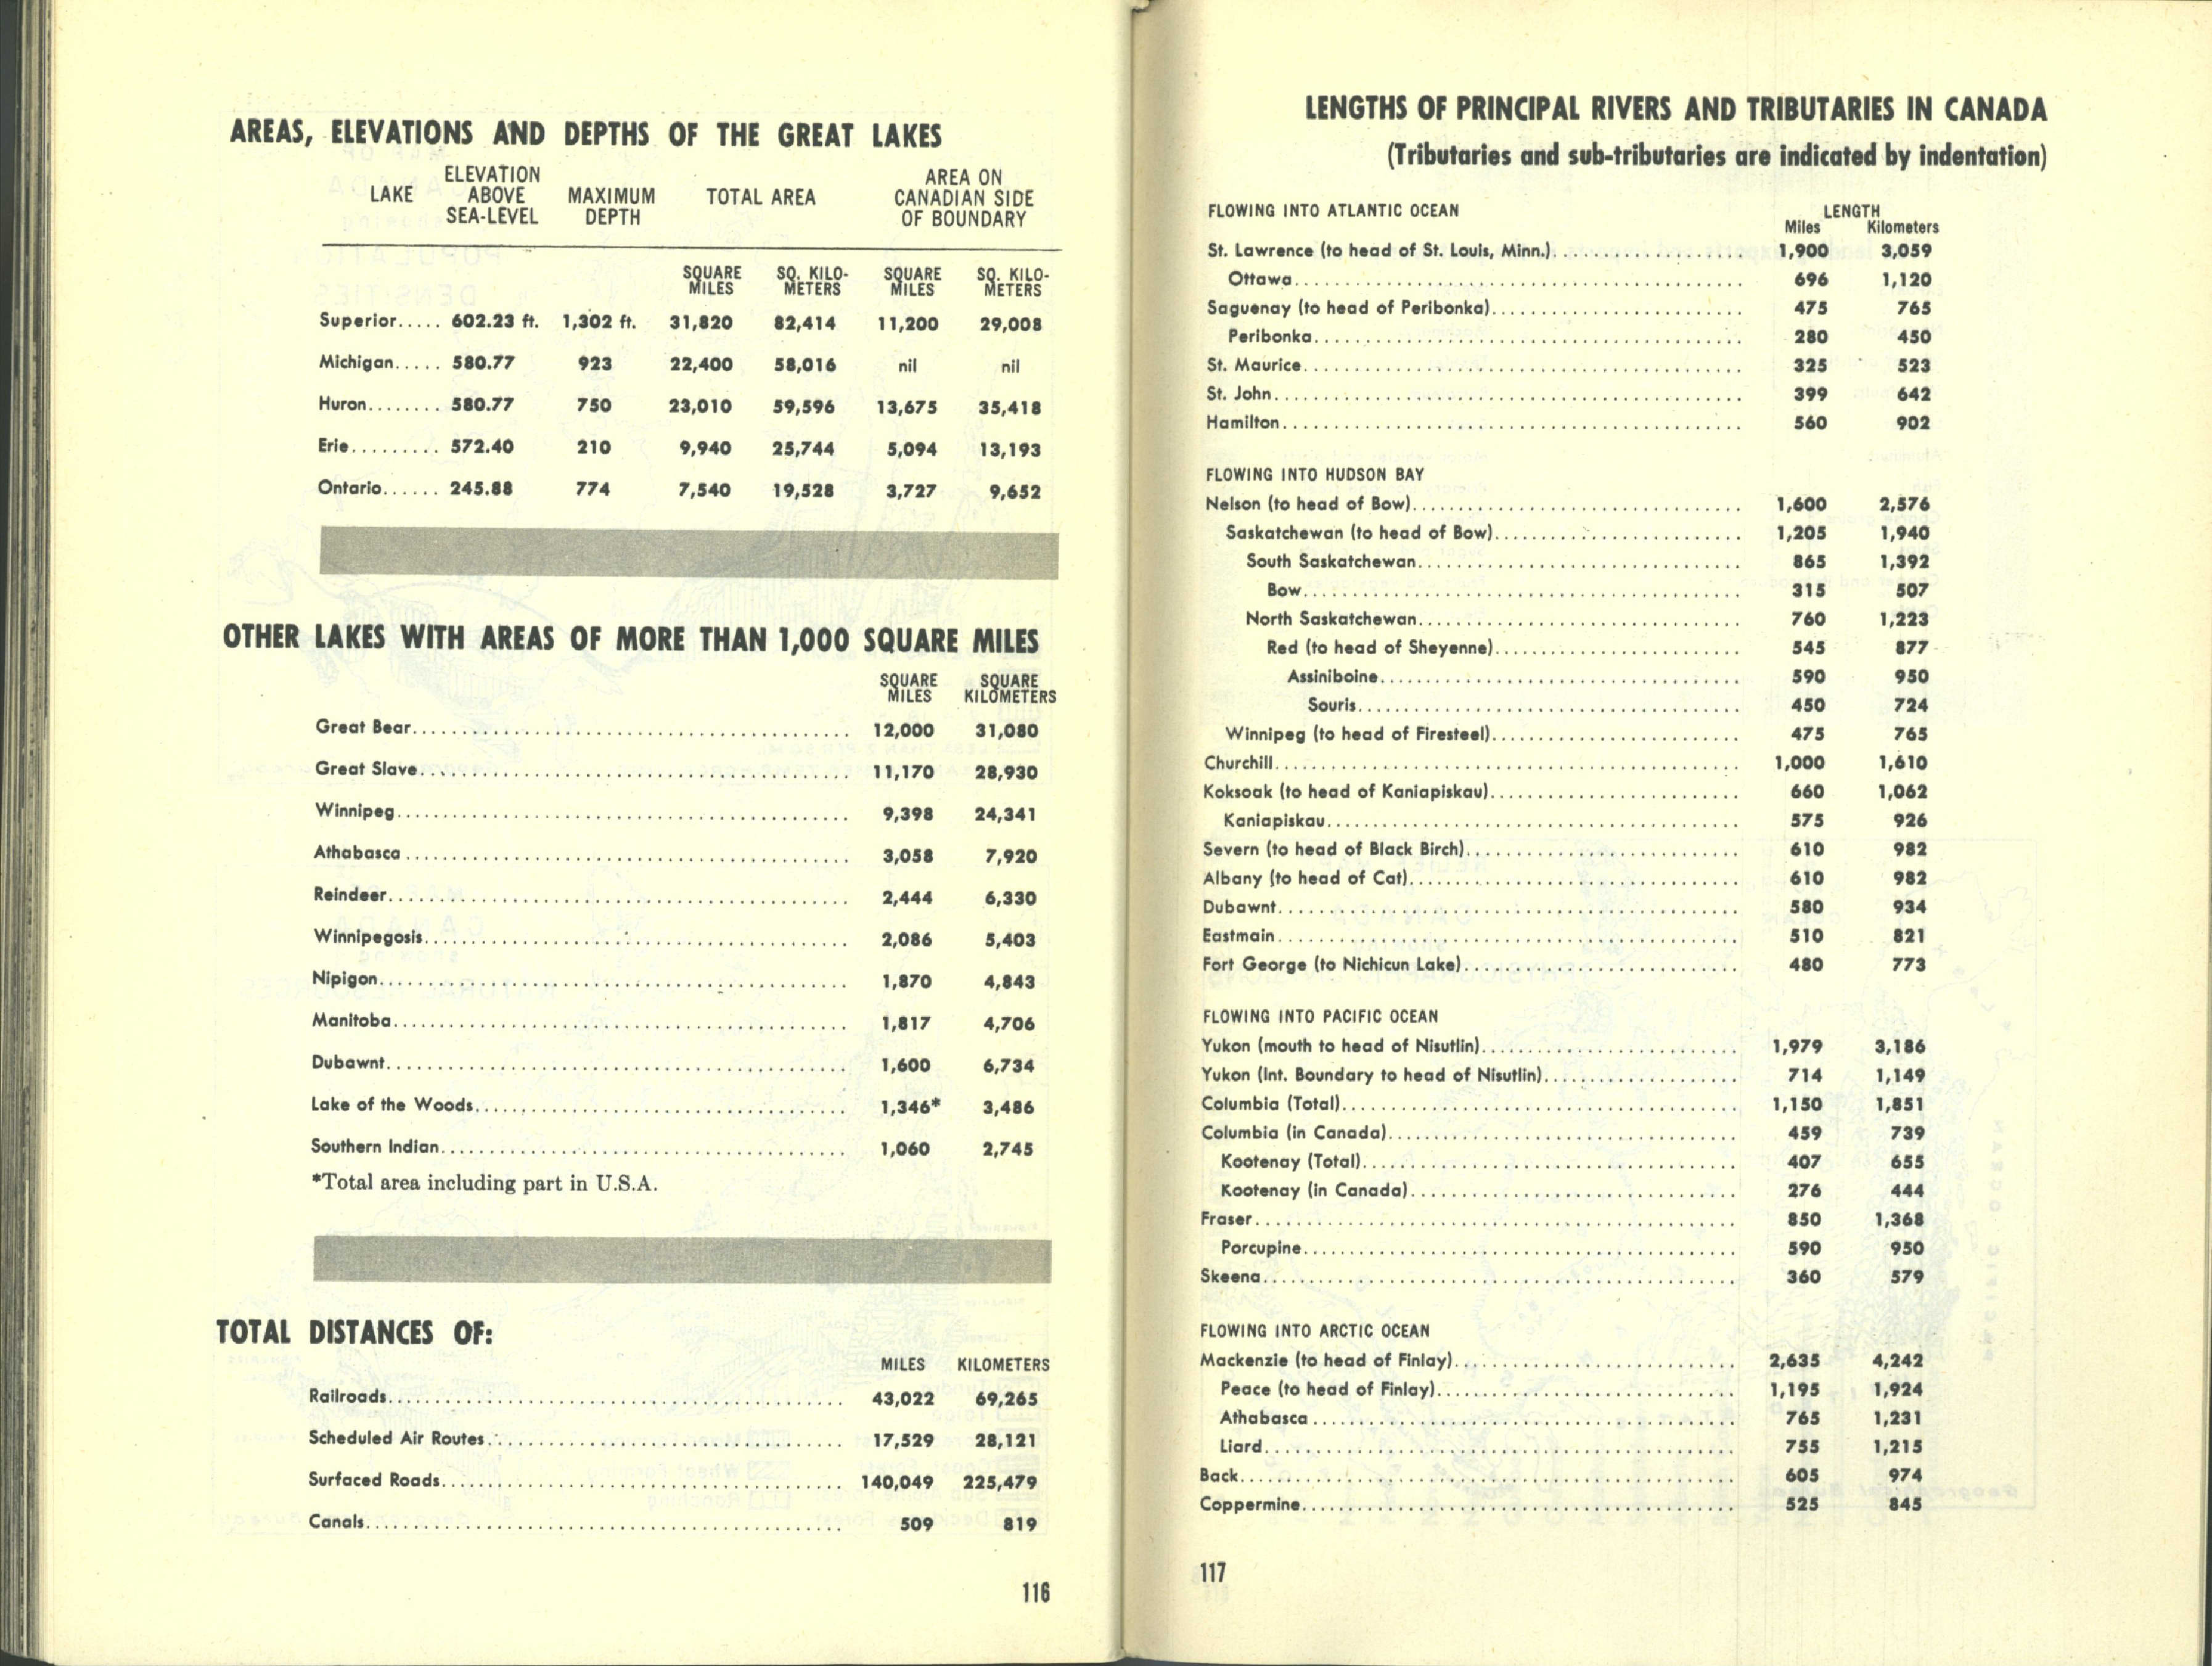 AREAS, ELEVATIONS AND DEPTHS OF THE GREAT LAKES
LAKE ELEVATION ABOVE SEA-LEVEL MAXIMUM DEPTH TOTAL AREA AREA ON CANADIAN SIDE OF BOUNDARY
SQUARE MILES SQ. KILO-METERS SQUARE MILES SQ. KILO-METERS
Superior..... 602.23 ft. 1,302 ft. 31,820 82,414 11,200 29,008
Michigan..... 580.77 923 22,400 58,016 nil nil
Huron........ 580.77 750 23,010 59,596 13,675 35,418
Erie......... 572.40 210 9,940 25,744 5,094 13,193
Ontario...... 245.88 774 7,540 19,528 3,727 9,652
OTHER LAKES WITH AREAS OF MORE THAN 1,000 SQUARE MILES
SQUARE MILES SQUARE KILOMETERS
Great Bear..... 12,000 31,080
Great Slave..... 11,170 28,930
Winnipeg..... 9,398 24,341
Athabasca..... 3,058 7,920
Reindeer..... 2,444 6,330
Winnipegosis..... 2,086 5,403
Nipigon..... 1,870 4,843
Manitoba..... 1,817 4,706
Dubawnt..... 1,600 6,734
Lake of the Woods..... 1,346* 3,486
Southern Indian..... 1,060 2,745
*Total area including part in U.S.A.
TOTAL DISTANCES OF:
MILES KILOMETERS
Railroads..... 43,022 69,265
Scheduled Air Routes..... 17,529 28,121
Surfaced Roads..... 140,049 225,479
Canals..... 509 819
116
LENGTHS OF PRINCIPAL RIVERS AND TRIBUTARIES IN CANADA
(Tributaries and sub-tributaries are indicated by indentation)
FLOWING INTO ATLANTIC OCEAN LENGTH
Miles Kilometers
St. Lawrence (to head of St. Louis, Minn.)..... 1,900 3,059
Ottawa..... 696 1,120
Saguenay (to head of Peribonka)..... 475 765
Peribonka..... 280 450
St. Maurice..... 325 523
St. John..... 399 642
Hamilton..... 560 902
FLOWING INTO HUDSON BAY
Nelson (to head of Bow)..... 1,600 2,576
Saskatchewan (to head of Bow)..... 1,205 1,940
South Saskatchewan..... 865 1,392
Bow..... 315 507
North Saskatchewan..... 760 1,223
Red (to head of Sheyenne)..... 545 877
Assiniboine..... 590 950
Souris..... 450 724
Winnipeg (to head of Firesteel)..... 475 765
Churchill..... 1,000 1,610
Koksoak (to head of Kaniapiskau)..... 660 1,062
Kaniapiskau..... 575 926
Severn (to head of Black Birch)..... 610 982
Albany (to head of Cat)..... 610 982
Dubawnt..... 580 934
Eastmain..... 510 821
Fort George (to Nichicun Lake)..... 480 773
FLOWING INTO PACIFIC OCEAN
Yukon (mouth to head of Nisutlin)..... 1,979 3,186
Yukon (Int. Boundary to head of Nisutlin)..... 714 1,149
Columbia (Total)..... 1,150 1,851
Columbia (in Canada)..... 459 739
Kootenay (Total)..... 407 655
Kootenay (in Canada)..... 276 444
Fraser..... 850 1,368
Porcupine..... 590 950
Skeena..... 360 579
FLOWING INTO ARCTIC OCEAN
Mackenzie (to head of Finlay)..... 2,635 4,242
Peace (to head of Finlay)..... 1,195 1,924
Athabasca..... 765 1,231
Liard..... 755 1,215
Back..... 605 974
Coppermine..... 525 845
117